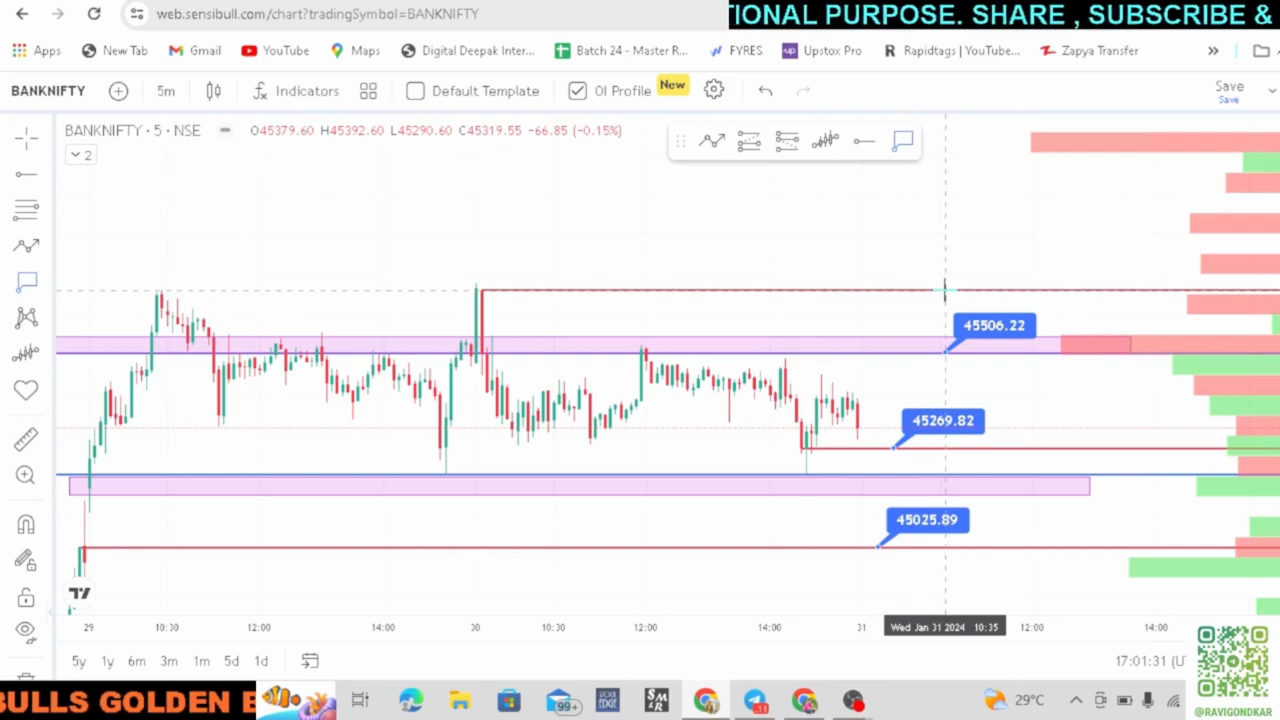 web.sensibull.com/chart?tradingSymbol=BANKNIFTY
TIONAL PURPOSE. SHARE , SUBSCRIBE &
Apps New Tab Gmail YouTube Maps Digital Deepak Inter... Batch 24 - Master R... FYRES Upstox Pro Rapidtags | YouTube... Zapya Transfer »
BANKNIFTY 5m Indicators Default Template OI Profile New Save
Save
BANKNIFTY · 5 · NSE O45379.60 H45392.60 L45290.60 C45319.55 -66.85 (-0.15%)
2
45506.22
45269.82
45025.89
29 10:30 12:00 14:00 30 10:30 12:00 14:00 31 Wed Jan 31 2024 10:35 12:00 14:00
5y 1y 6m 3m 1m 5d 1d 17:01:31 (U
BULLS GOLDEN
99+
STOCK EDGE
29°C
@RAVIGONDKAR